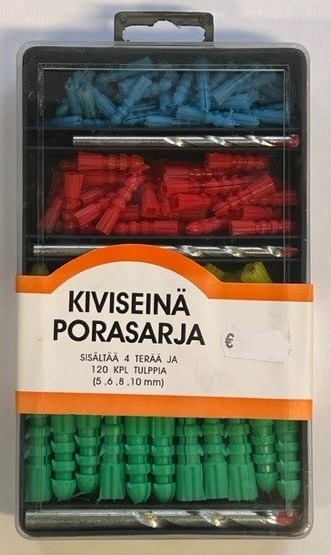 KIVISEINÄ
PORASARJA
SISÄLTÄÄ 4 TERÄÄ JA
120 KPL TULPPIA
(5 ,6 ,8 ,10 mm)
€